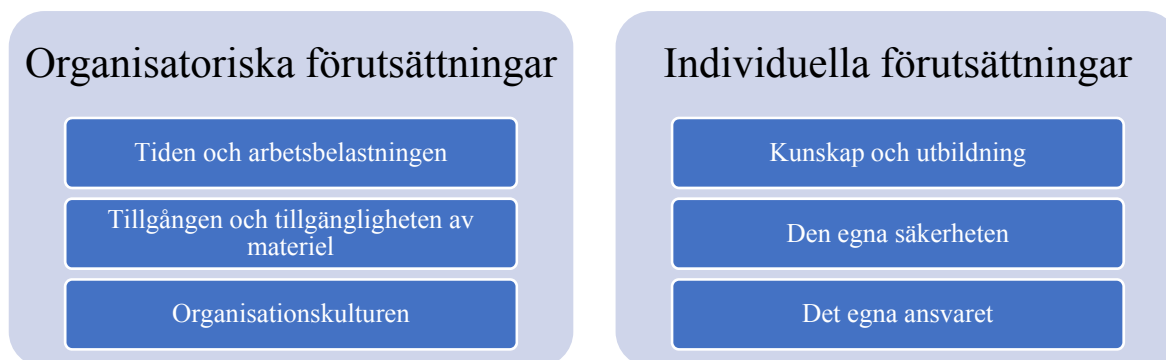 Organisatoriska förutsättningar
Tiden och arbetsbelastningen
Tillgången och tillgängligheten av
materiel
Organisationskulturen
Individuella förutsättningar
Kunskap och utbildning
Den egna säkerheten
Det egna ansvaret